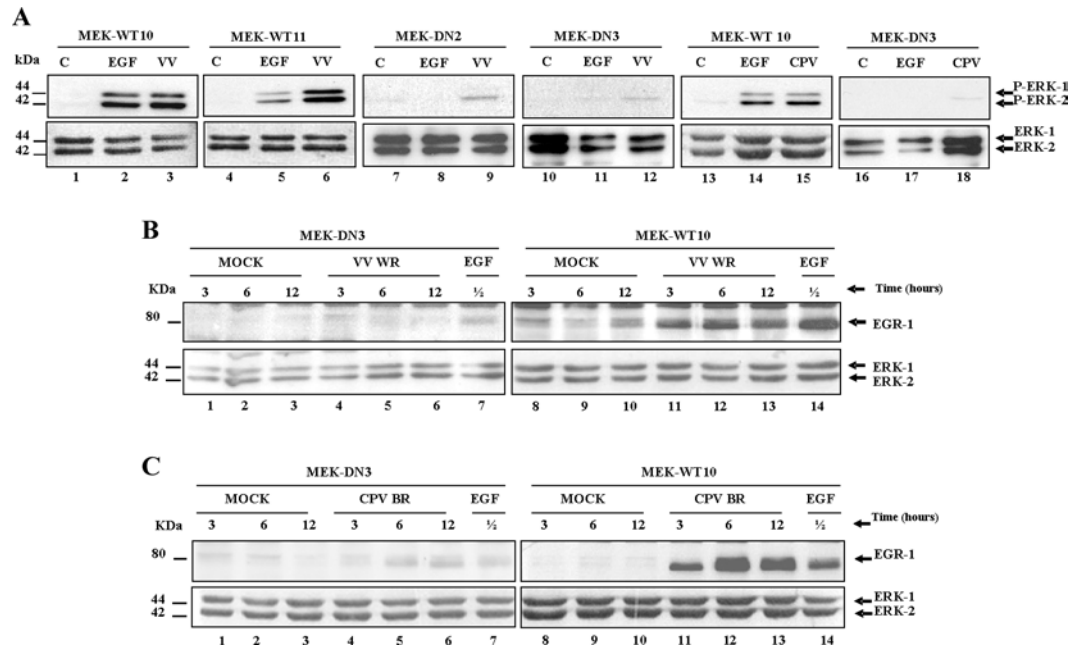 A
MEK-WT10 MEK-WT11 MEK-DN2 MEK-DN3 MEK-WT 10 MEK-DN3
kDa C EGF VV C EGF VV C EGF VV C EGF VV C EGF CPV C EGF CPV
44 P-ERK-1
42 P-ERK-2
44 ERK-1
42 ERK-2
1 2 3 4 5 6 7 8 9 10 11 12 13 14 15 16 17 18
B
MEK-DN3 MEK-WT10
MOCK VV WR EGF MOCK VV WR EGF
KDa 3 6 12 3 6 12 ½ 3 6 12 3 6 12 ½ Time (hours)
80 EGR-1
44 ERK-1
42 ERK-2
1 2 3 4 5 6 7 8 9 10 11 12 13 14
C
MEK-DN3 MEK-WT10
MOCK CPV BR EGF MOCK CPV BR EGF
KDa 3 6 12 3 6 12 ½ 3 6 12 3 6 12 ½ Time (hours)
80 EGR-1
44 ERK-1
42 ERK-2
1 2 3 4 5 6 7 8 9 10 11 12 13 14